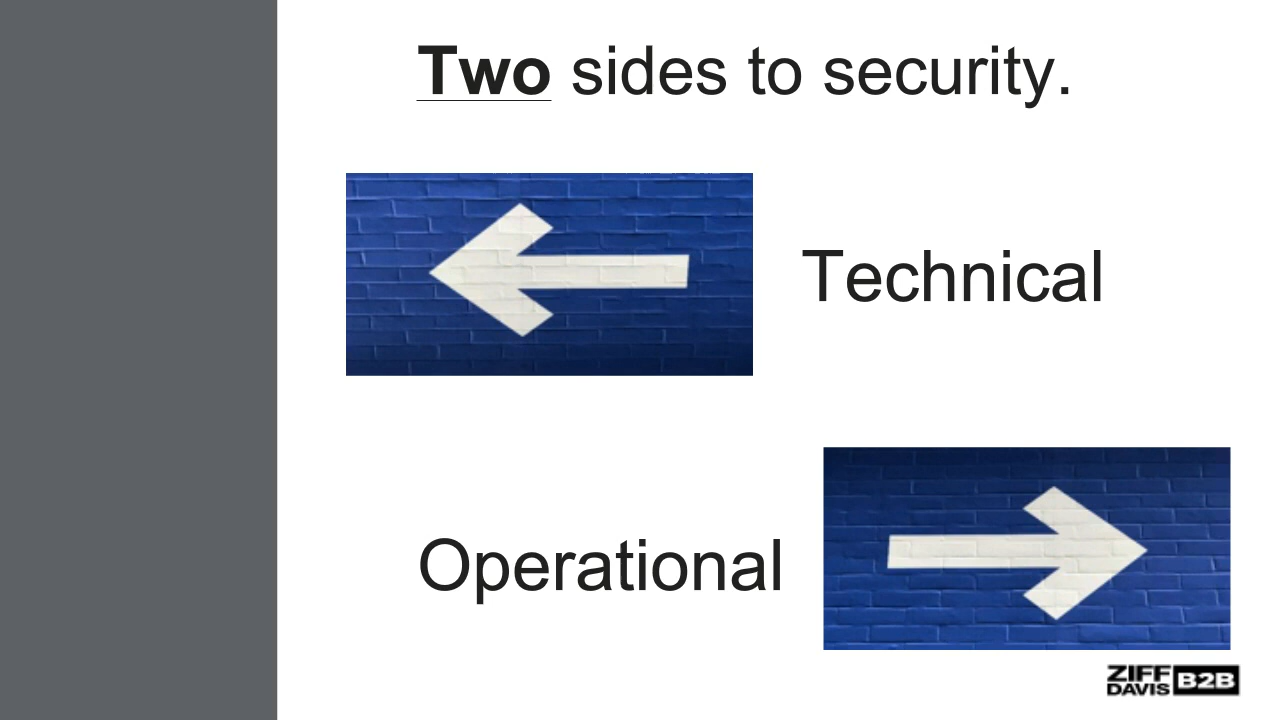 Two sides to security.
Technical
Operational
ZIFF
DAVIS B2B